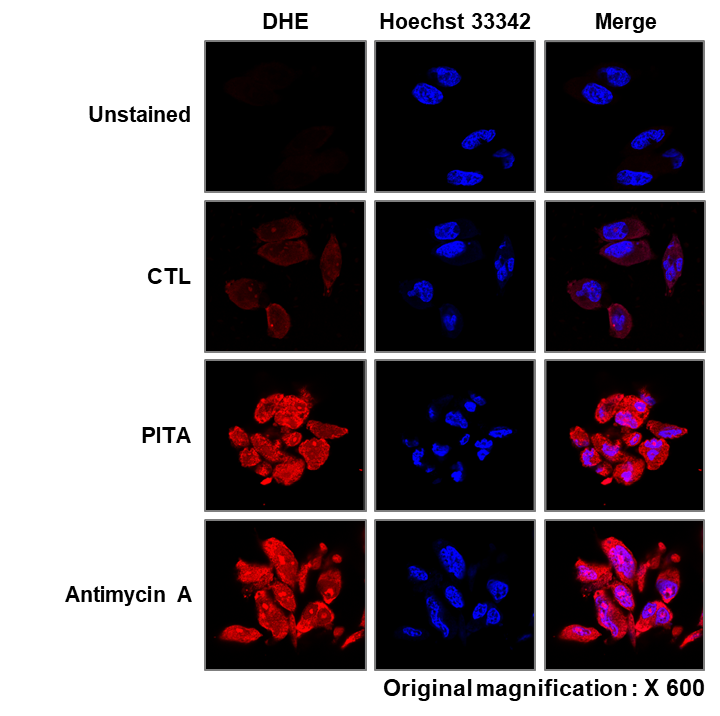 DHE Hoechst 33342 Merge
Unstained
CTL
PITA
Antimycin A
Original magnification : X 600